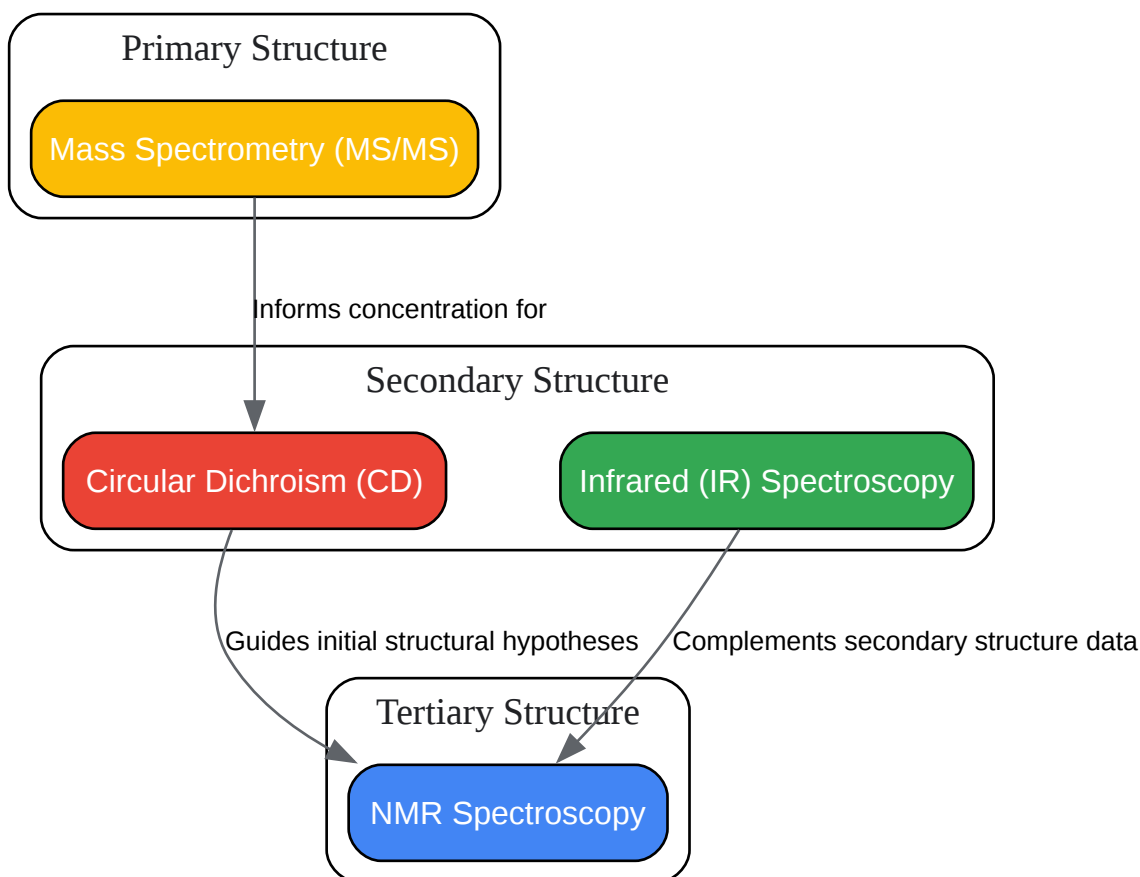 Primary Structure
Mass Spectrometry (MS/MS)
Informs concentration for
Secondary Structure
Circular Dichroism (CD)
Infrared (IR) Spectroscopy
Guides initial structural hypotheses
Complements secondary structure data
Tertiary Structure
NMR Spectroscopy